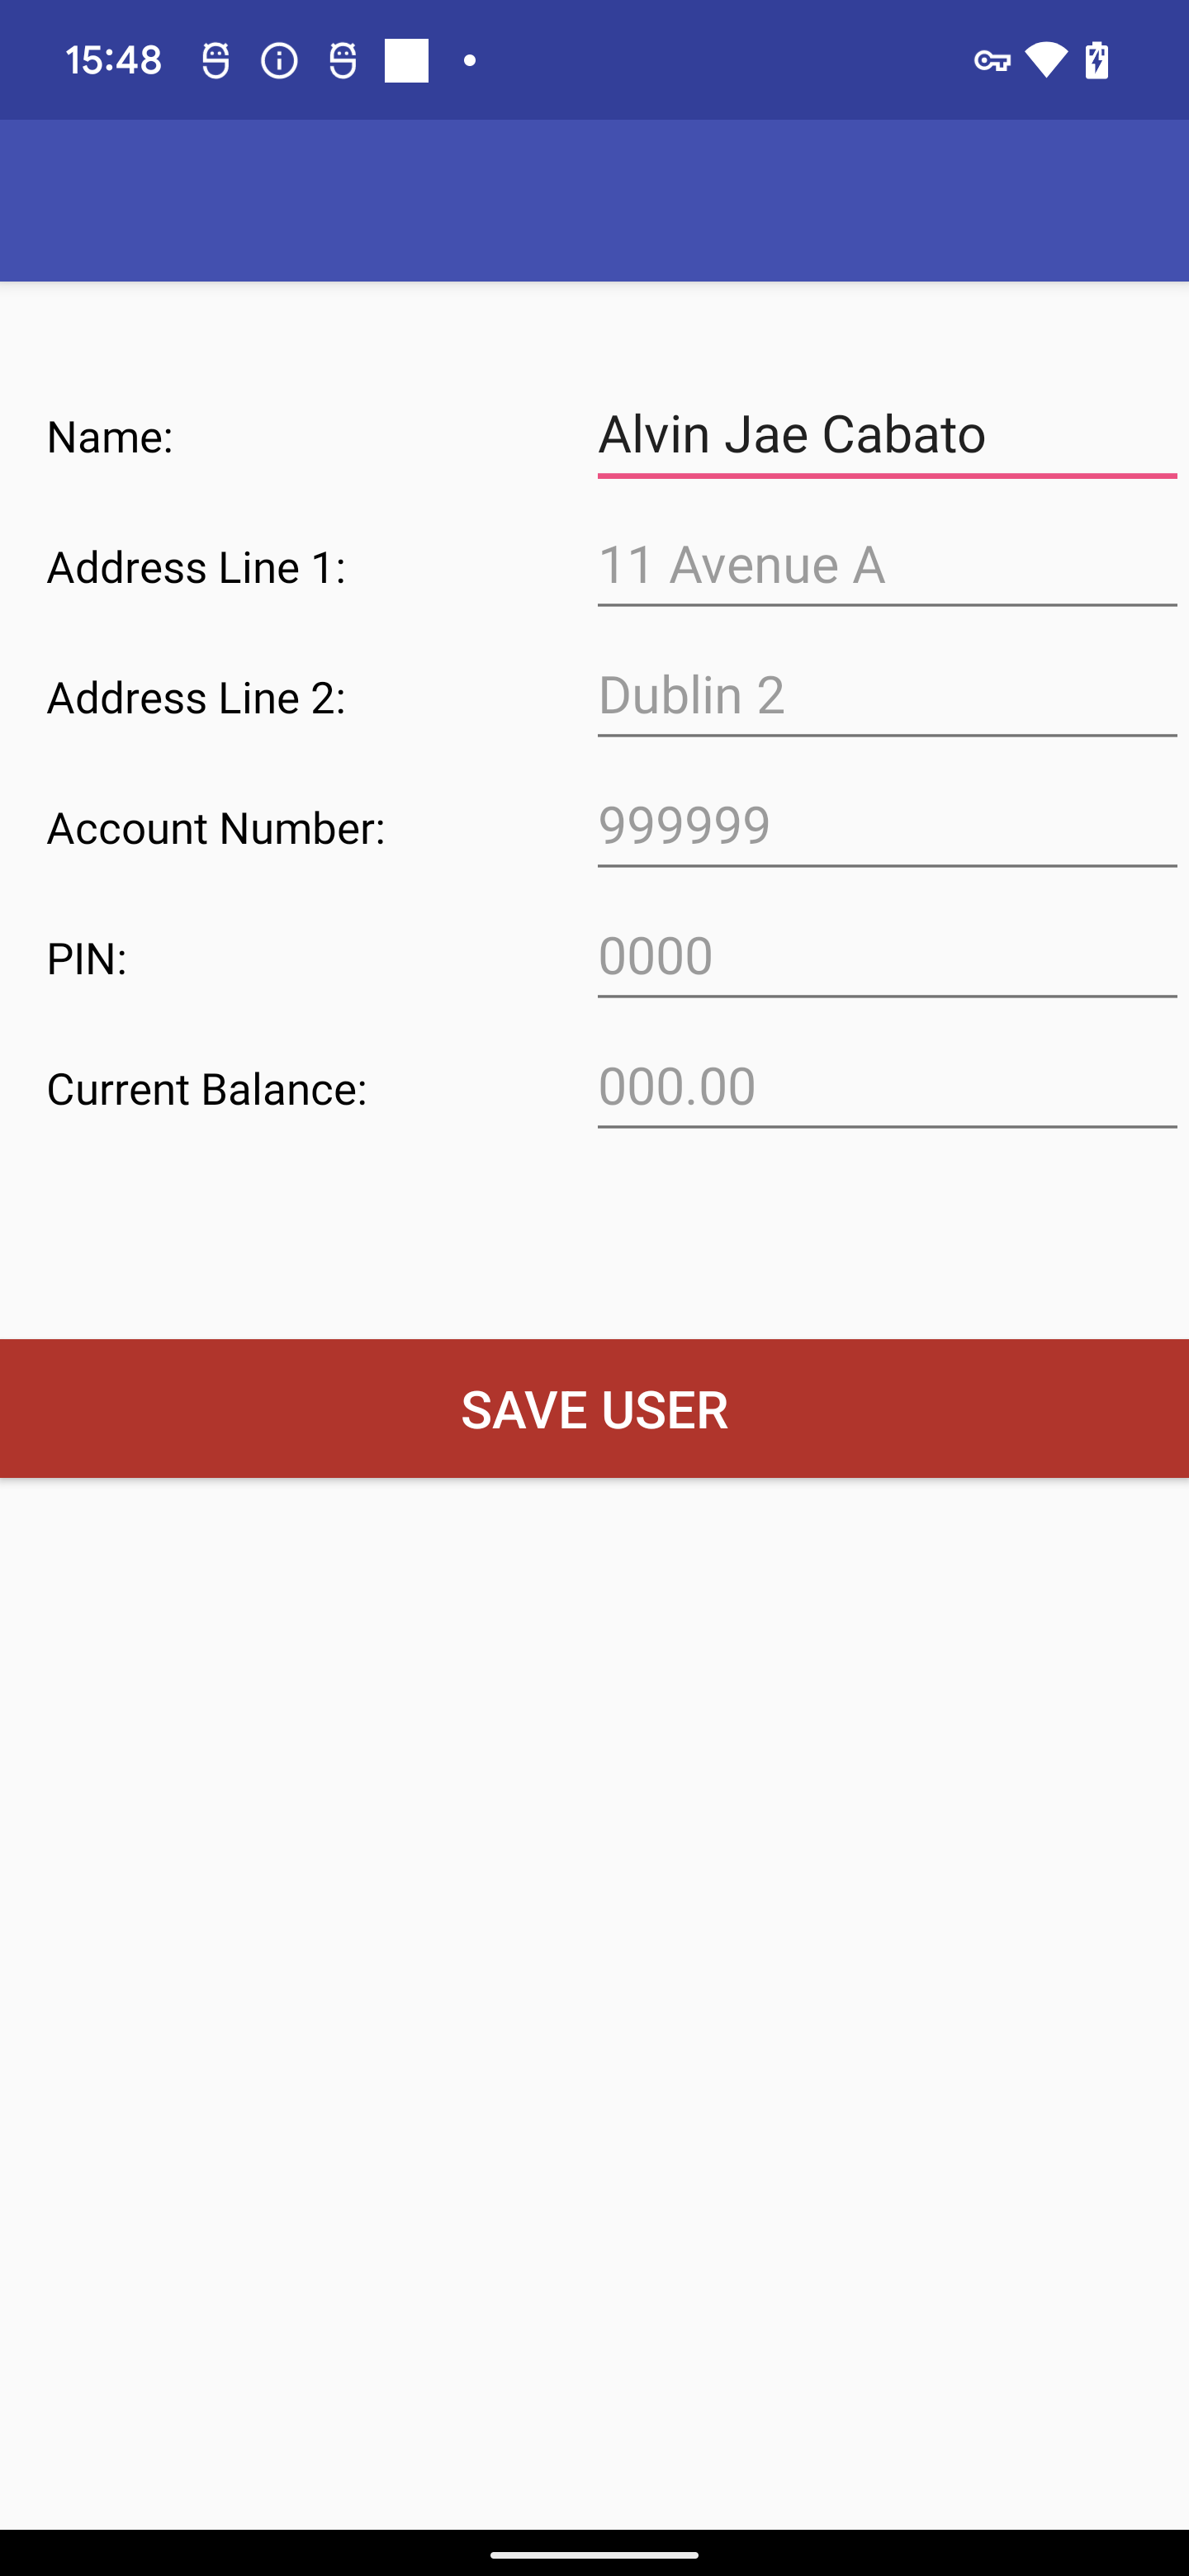 15:48
Name: Alvin Jae Cabato
Address Line 1: 11 Avenue A
Address Line 2: Dublin 2
Account Number: 999999
PIN: 0000
Current Balance: 000.00
SAVE USER